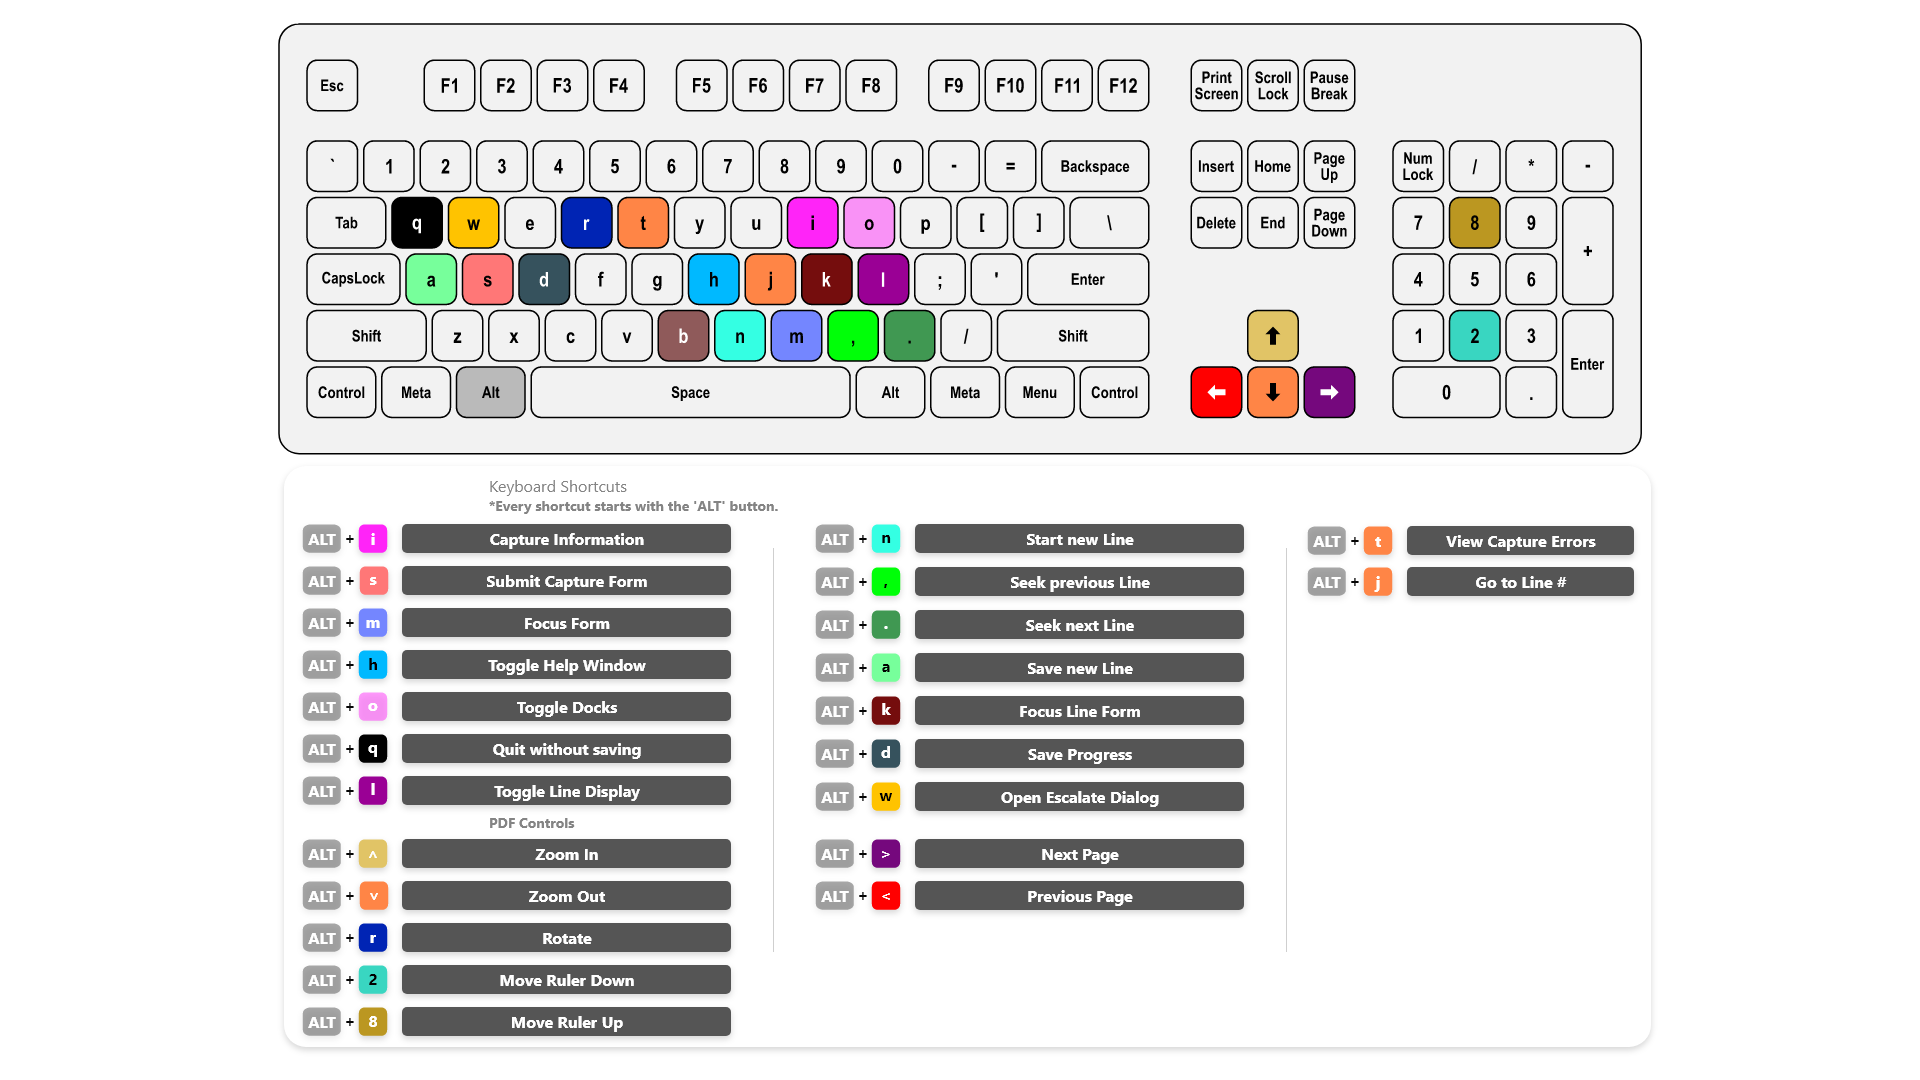 Esc F1 F2 F3 F4 F5 F6 F7 F8 F9 F10 F11 F12 Print Screen Scroll Lock Pause Break
` 1 2 3 4 5 6 7 8 9 0 - = Backspace Insert Home Page Up Num Lock / * -
Tab q w e r t y u i o p [ ] \ Delete End Page Down 7 8 9 +
CapsLock a s d f g h j k l ; ' Enter 4 5 6
Shift z x c v b n m , . / Shift 1 2 3 Enter
Control Meta Alt Space Alt Meta Menu Control 0 .
Keyboard Shortcuts
*Every shortcut starts with the 'ALT' button.
ALT + i Capture Information
ALT + s Submit Capture Form
ALT + m Focus Form
ALT + h Toggle Help Window
ALT + o Toggle Docks
ALT + q Quit without saving
ALT + l Toggle Line Display
PDF Controls
ALT + ^ Zoom In
ALT + v Zoom Out
ALT + r Rotate
ALT + 2 Move Ruler Down
ALT + 8 Move Ruler Up
ALT + n Start new Line
ALT + , Seek previous Line
ALT + . Seek next Line
ALT + a Save new Line
ALT + k Focus Line Form
ALT + d Save Progress
ALT + w Open Escalate Dialog
ALT + > Next Page
ALT + < Previous Page
ALT + t View Capture Errors
ALT + j Go to Line #